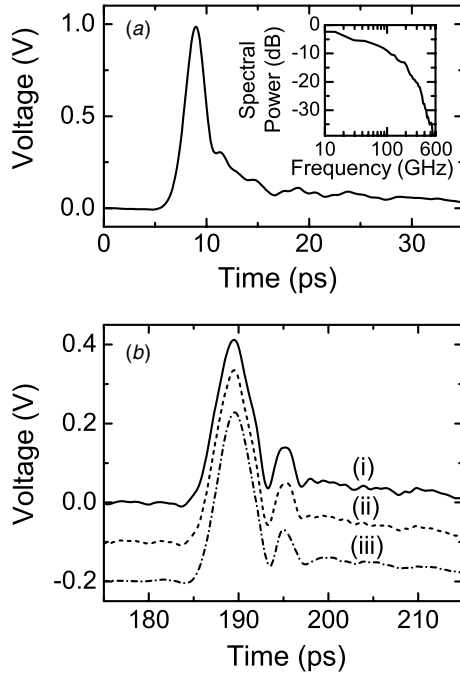 (a)
Voltage (V)
1.0
0.5
0.0
0 10 20 30
Time (ps)
Spectral
Power (dB)
0
-10
-20
-30
10 100 600
Frequency (GHz)
(b)
Voltage (V)
0.4
0.2
0.0
-0.2
(i)
(ii)
(iii)
180 190 200 210
Time (ps)